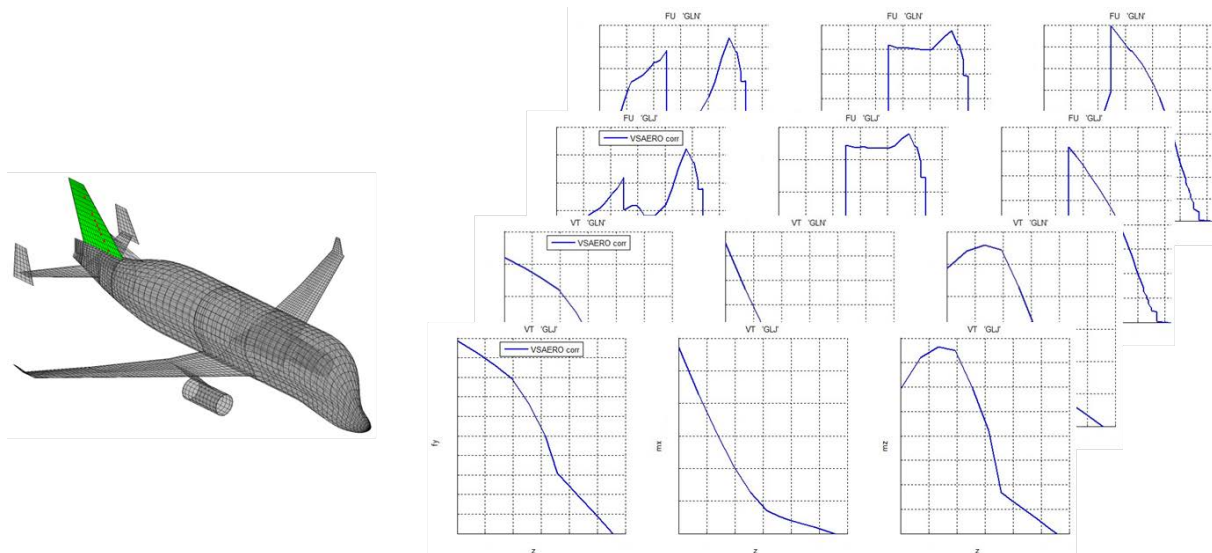 FU 'GLN'
FU 'GLN'
FU 'GLN'
FU 'GLJ'
FU 'GLJ'
FU 'GLJ'
VSAERO corr
VT 'GLN'
VT 'GLN'
VT 'GLN'
VSAERO corr
VT 'GLJ'
VT 'GLJ'
VT 'GLJ'
VSAERO corr
fy
mx
mz
z
z
z